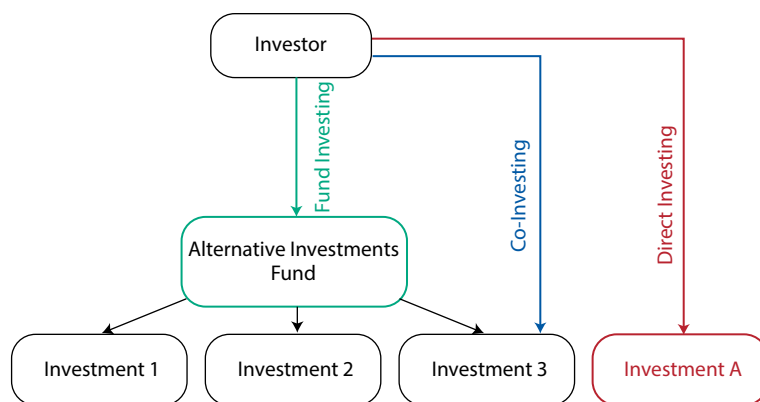 Investor
Fund Investing
Co-Investing
Direct Investing
Alternative Investments
Fund
Investment 1
Investment 2
Investment 3
Investment A